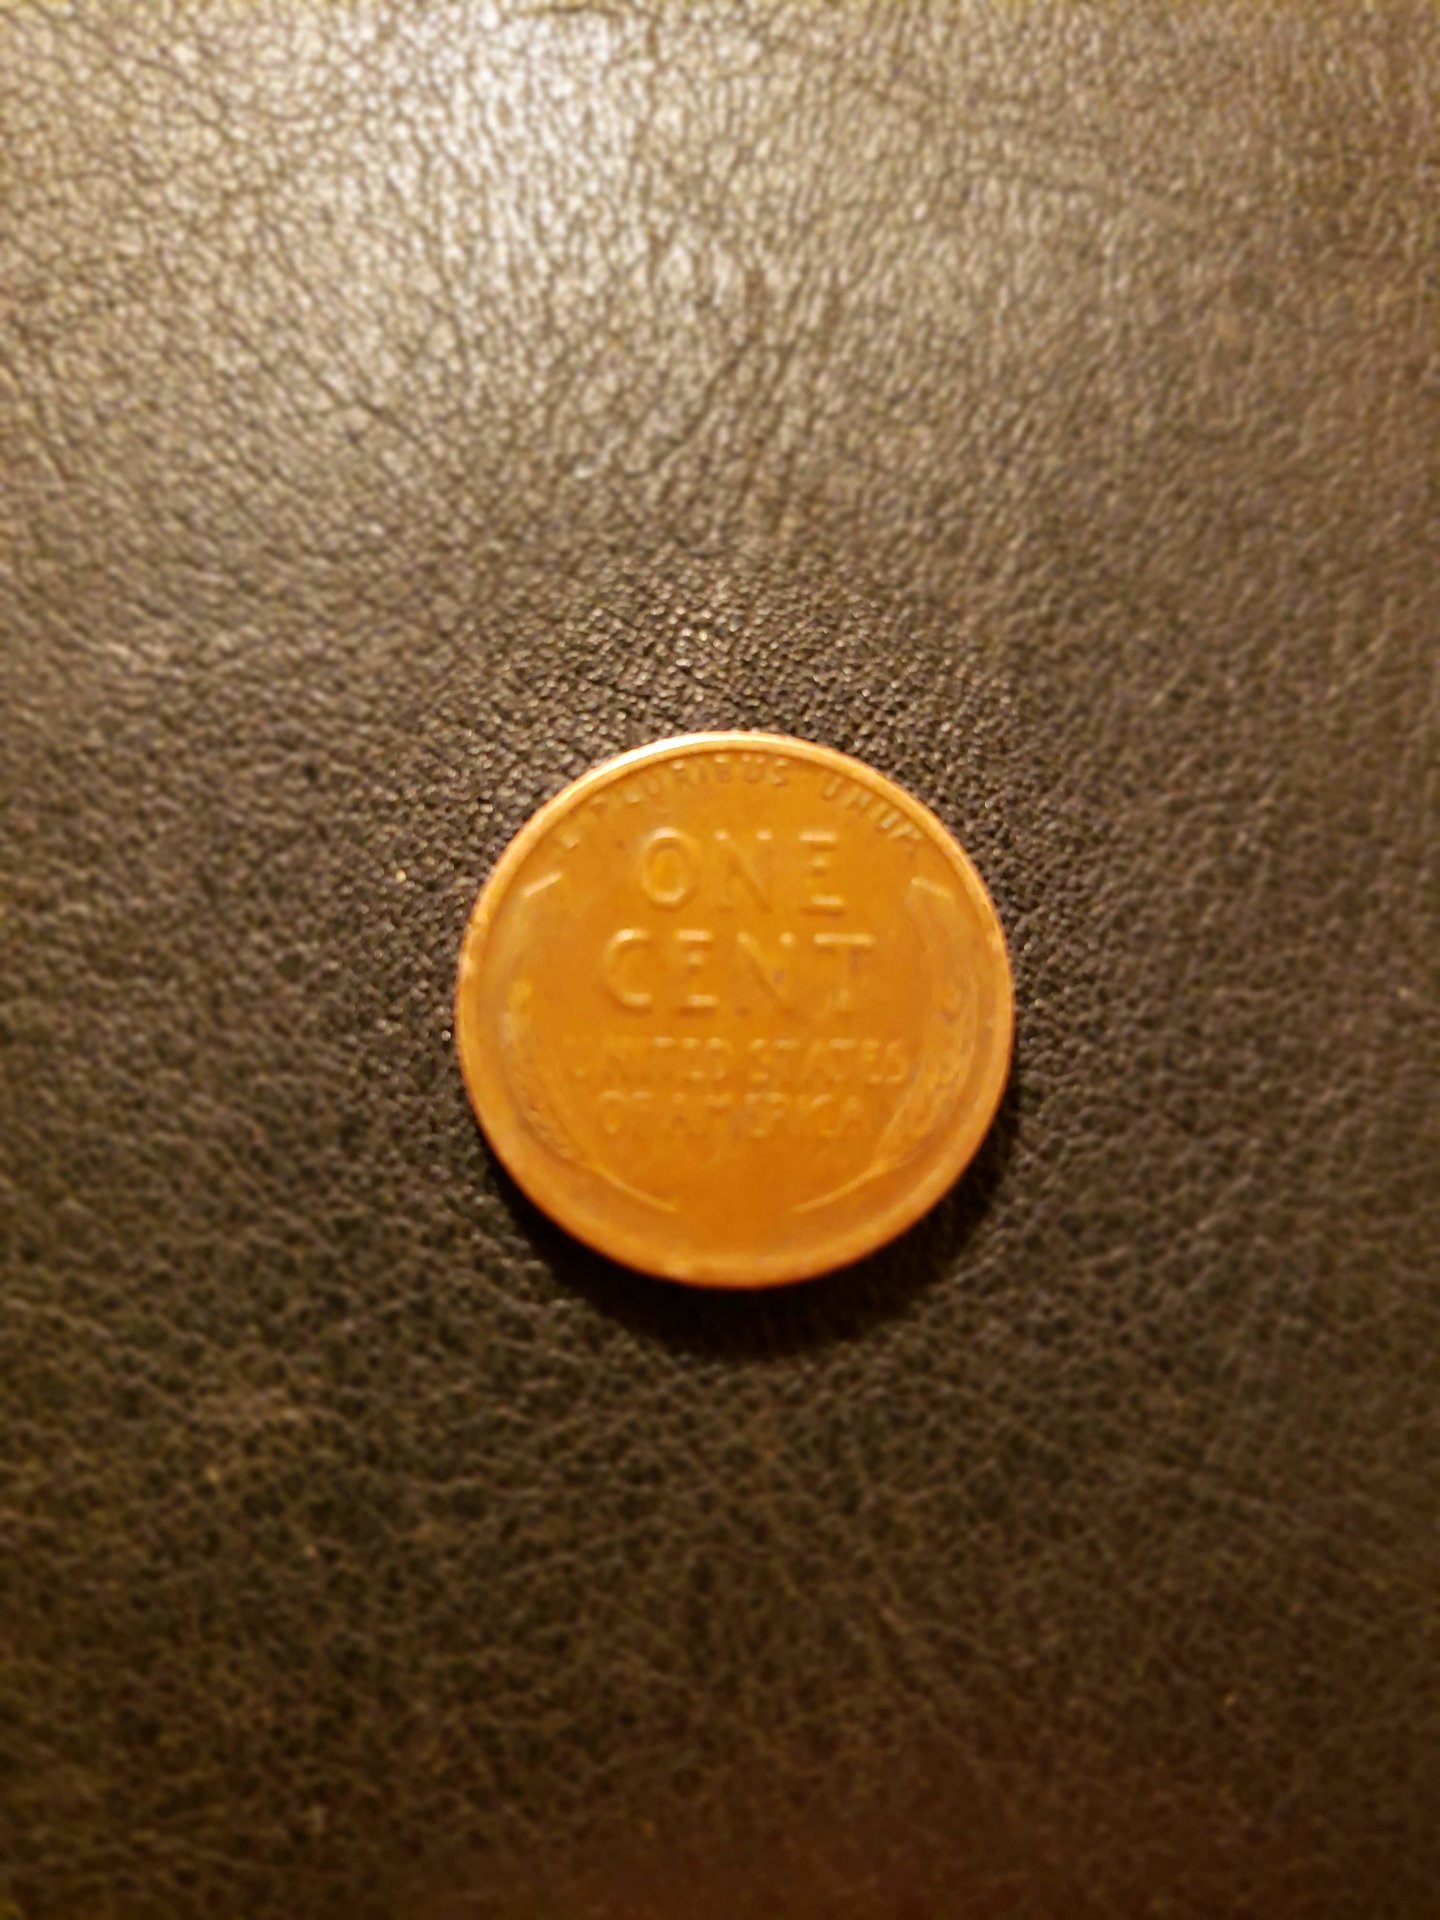 E PLURIBUS UNUM
ONE
CENT
UNITED STATES
OF AMERICA